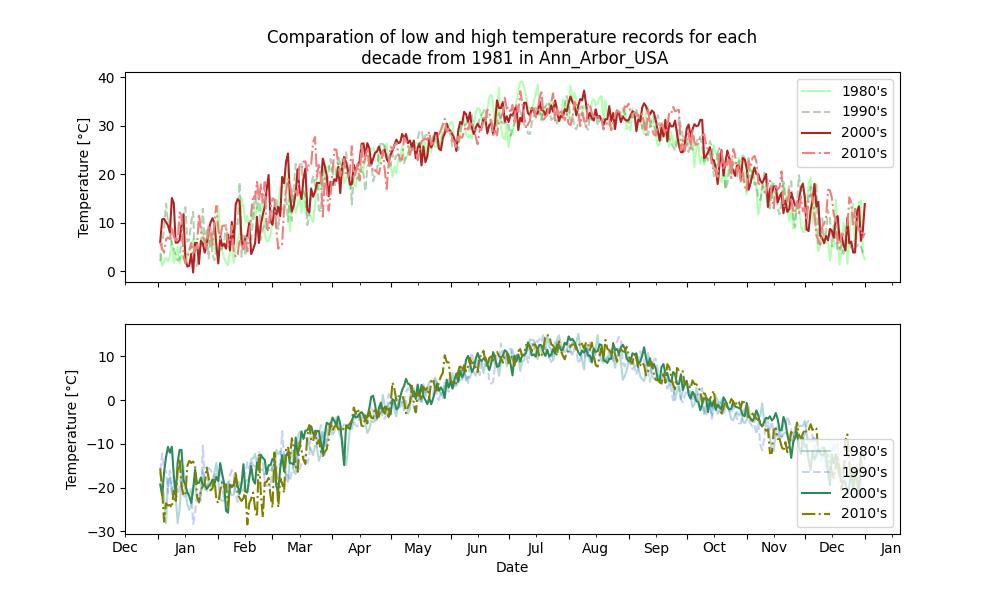 Comparation of low and high temperature records for each
decade from 1981 in Ann_Arbor_USA
Temperature [°C]
40
30
20
10
0
1980's
1990's
2000's
2010's
Temperature [°C]
10
0
−10
−20
−30
1980's
1990's
2000's
2010's
Dec Jan Feb Mar Apr May Jun Jul Aug Sep Oct Nov Dec Jan
Date